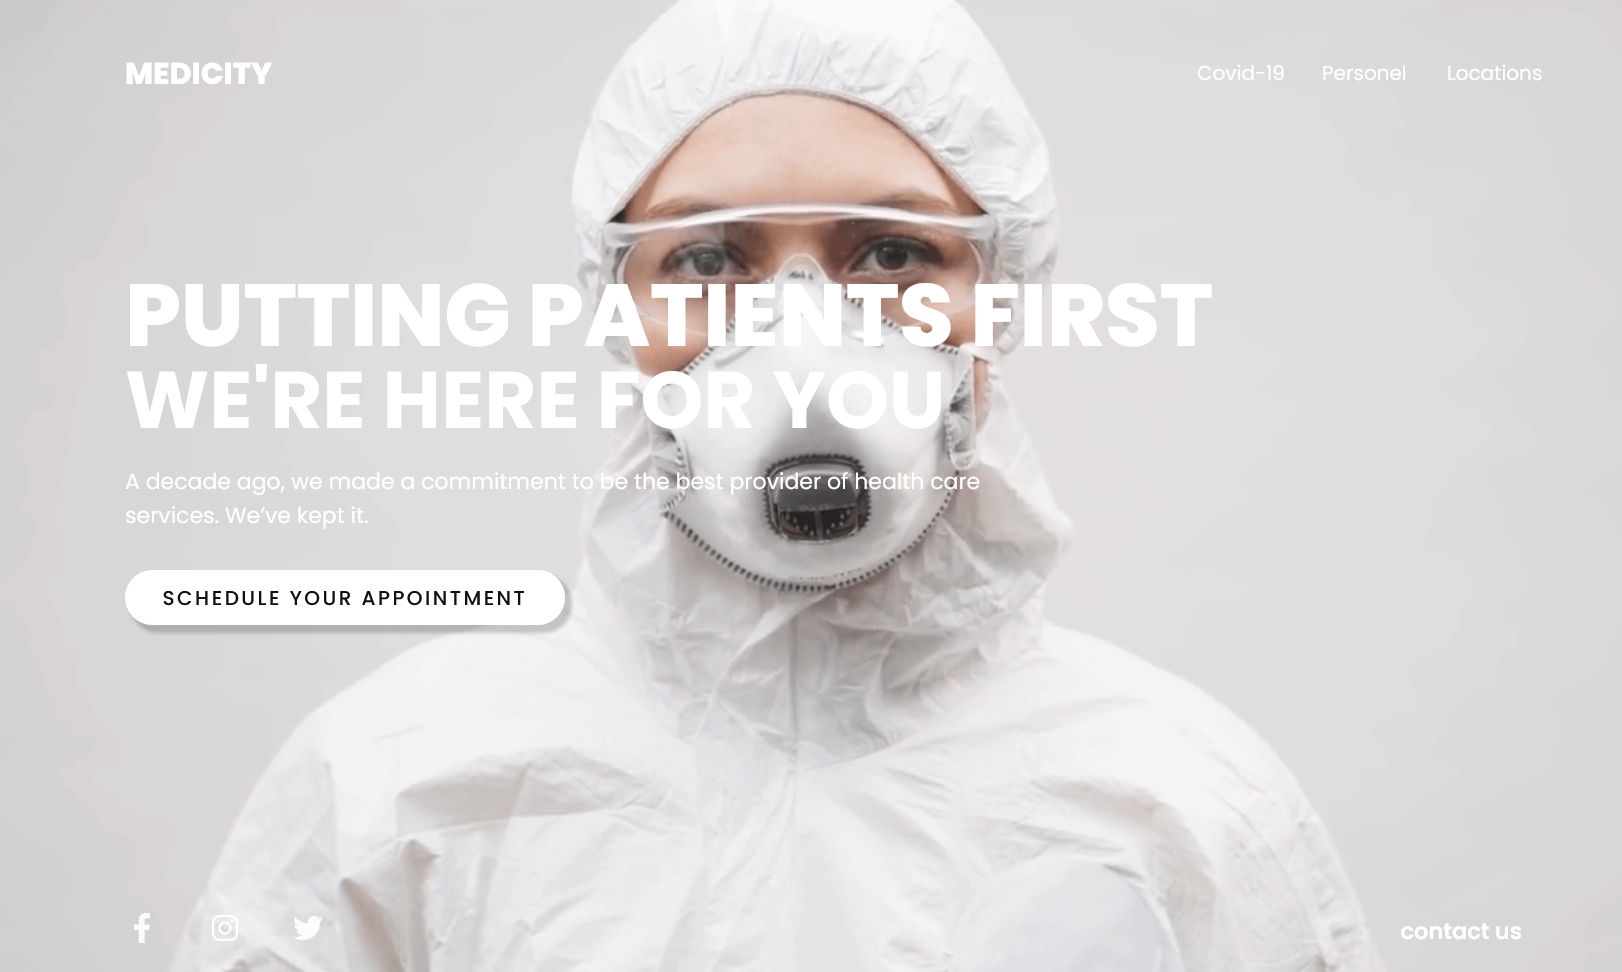 MEDICITY
Covid-19 Personel Locations
PUTTING PATIENTS FIRST
WE'RE HERE FOR YOU
A decade ago, we made a commitment to be the best provider of health care
services. We’ve kept it.
SCHEDULE YOUR APPOINTMENT
contact us